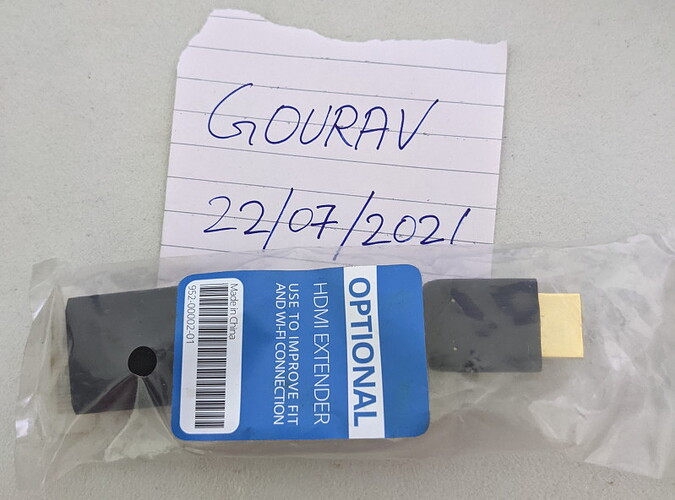 GOURAV
22/07/2021
OPTIONAL
HDMI EXTENDER
USE TO IMPROVE FIT
AND WI-FI CONNECTION
Made in China
952-00002-01